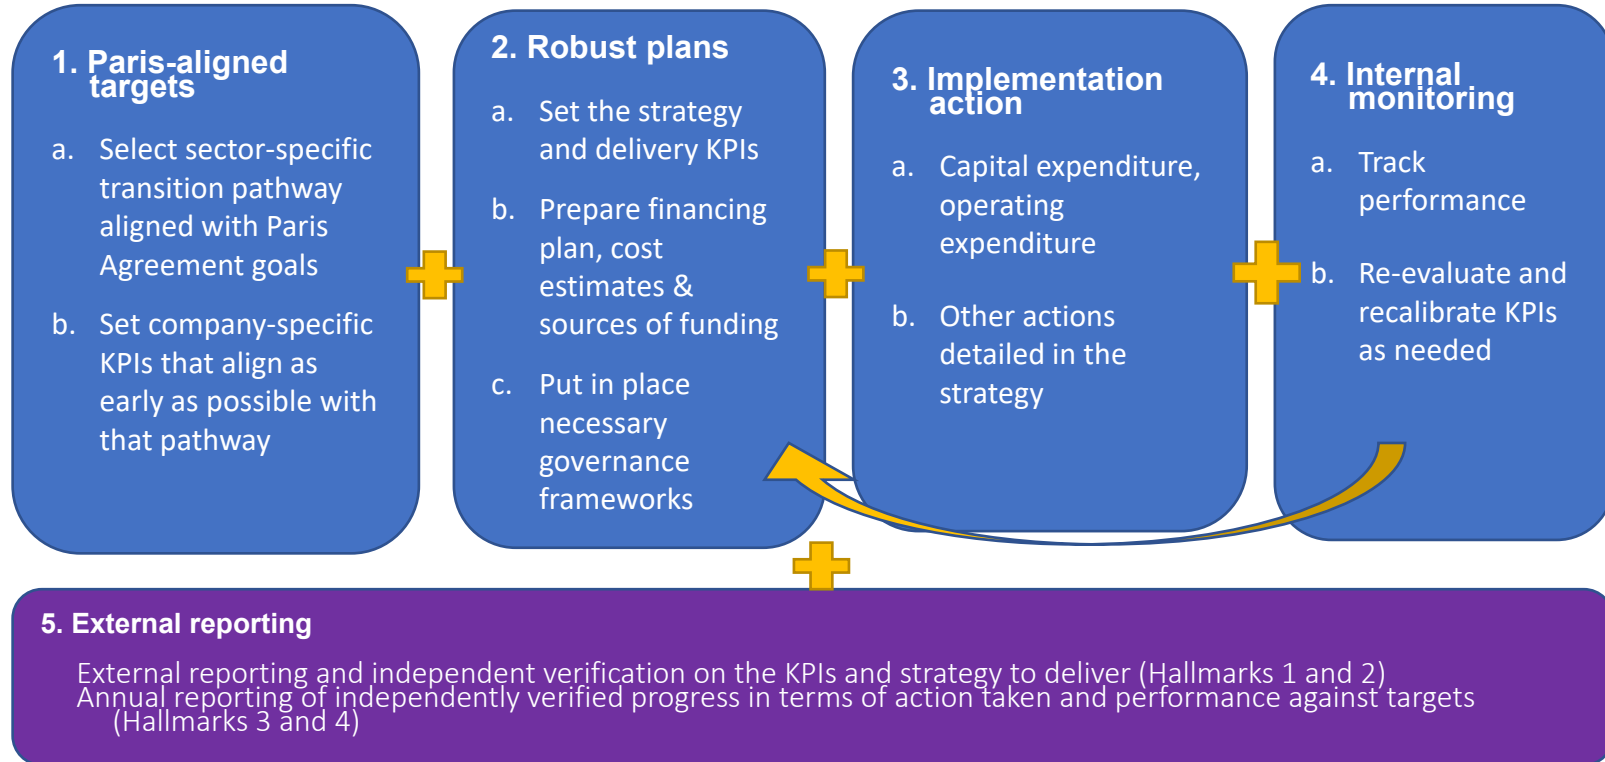 1. Paris-aligned
targets
a. Select sector-specific
transition pathway
aligned with Paris
Agreement goals
b. Set company-specific
KPIs that align as
early as possible with
that pathway
2. Robust plans
a. Set the strategy
and delivery KPIs
b. Prepare financing
plan, cost
estimates &
sources of funding
c. Put in place
necessary
governance
frameworks
3. Implementation
action
a. Capital expenditure,
operating
expenditure
b. Other actions
detailed in the
strategy
4. Internal
monitoring
a. Track
performance
b. Re-evaluate and
recalibrate KPIs
as needed
5. External reporting
External reporting and independent verification on the KPIs and strategy to deliver (Hallmarks 1 and 2)
Annual reporting of independently verified progress in terms of action taken and performance against targets
(Hallmarks 3 and 4)